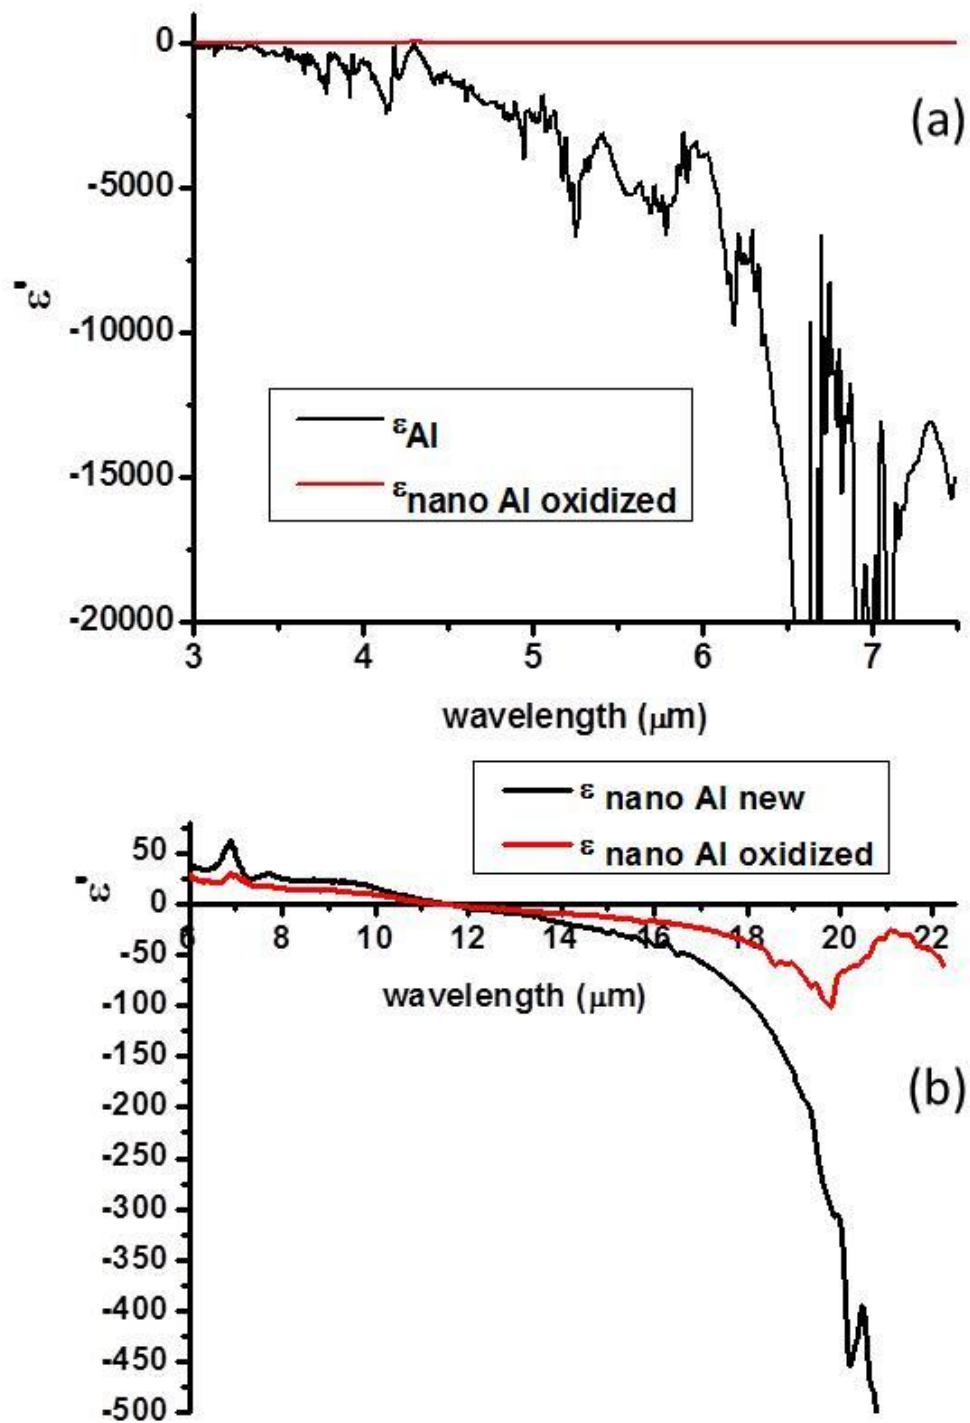 0
(a)
-5000
ε'
-10000
εAl
-15000
εnano Al oxidized
-20000
3 4 5 6 7
wavelength (μm)
ε nano Al new
50
ε nano Al oxidized
ε'
0
6 8 10 12 14 16 18 20 22
-50
wavelength (μm)
-100
-150
(b)
-200
-250
-300
-350
-400
-450
-500